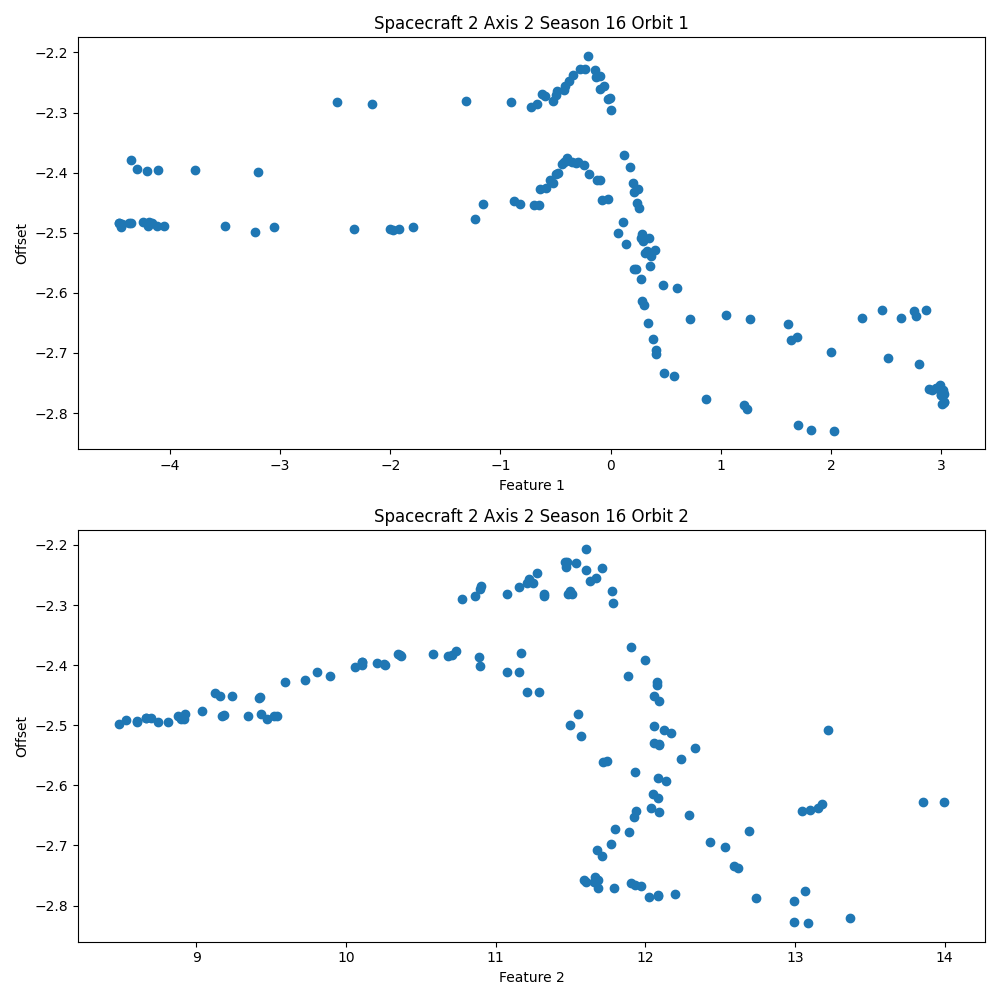 Spacecraft 2 Axis 2 Season 16 Orbit 1
−2.2
−2.3
−2.4
−2.5
−2.6
−2.7
−2.8
Offset
−4 −3 −2 −1 0 1 2 3
Feature 1
Spacecraft 2 Axis 2 Season 16 Orbit 2
−2.2
−2.3
−2.4
−2.5
−2.6
−2.7
−2.8
Offset
9 10 11 12 13 14
Feature 2